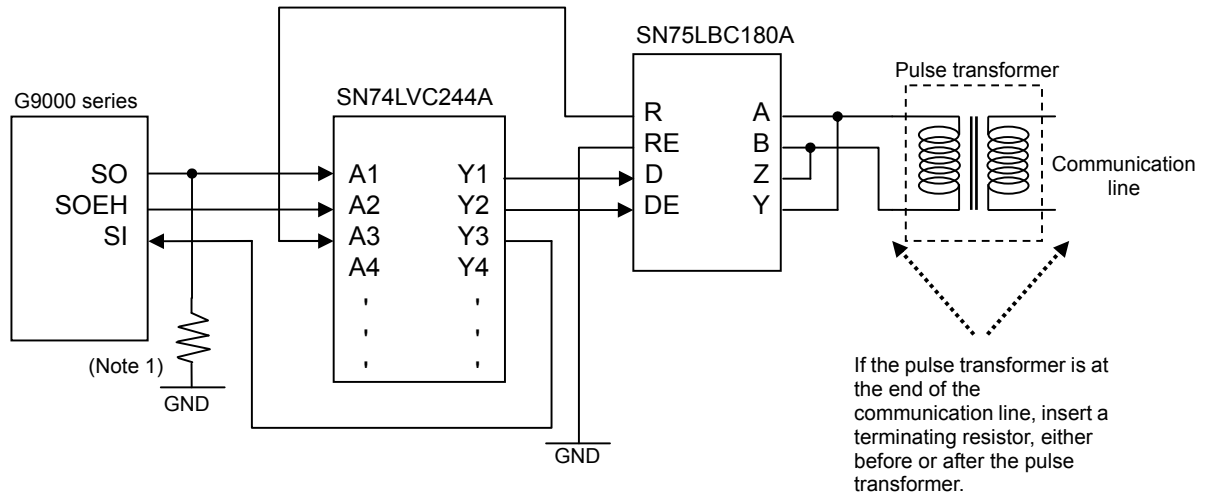 SN75LBC180A
Pulse transformer
G9000 series
SN74LVC244A
R
A
RE
B
D
Z
DE
Y
SO
SOEH
SI
A1
Y1
A2
Y2
A3
Y3
A4
Y4
Communication
line
(Note 1)
GND
GND
If the pulse transformer is at
the end of the
communication line, insert a
terminating resistor, either
before or after the pulse
transformer.